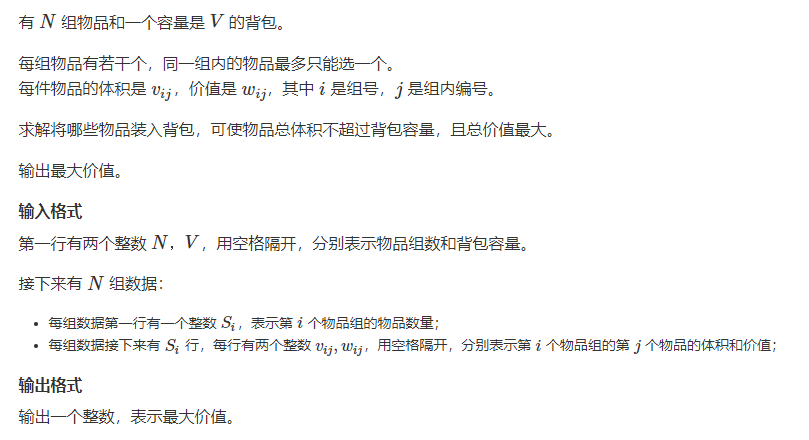 有 N 组物品和一个容量是 V 的背包。
每组物品有若干个，同一组内的物品最多只能选一个。
每件物品的体积是 v_{ij}，价值是 w_{ij}，其中 i 是组号，j 是组内编号。
求解将哪些物品装入背包，可使物品总体积不超过背包容量，且总价值最大。
输出最大价值。
输入格式
第一行有两个整数 N，V，用空格隔开，分别表示物品组数和背包容量。
接下来有 N 组数据：
• 每组数据第一行有一个整数 S_i，表示第 i 个物品组的物品数量；
• 每组数据接下来有 S_i 行，每行有两个整数 v_{ij}, w_{ij}，用空格隔开，分别表示第 i 个物品组的第 j 个物品的体积和价值；
输出格式
输出一个整数，表示最大价值。